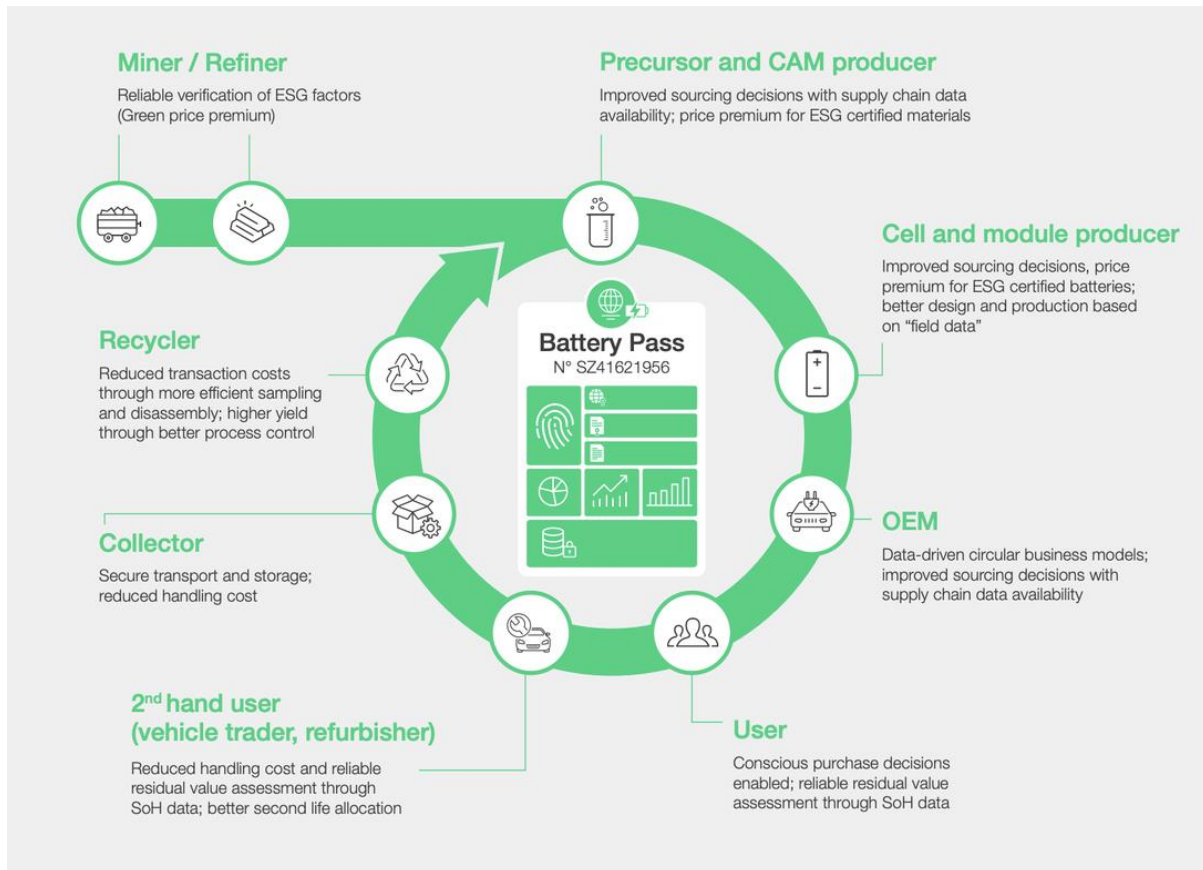 Miner / Refiner
Reliable verification of ESG factors
(Green price premium)
Precursor and CAM producer
Improved sourcing decisions with supply chain data
availability; price premium for ESG certified materials
Cell and module producer
Improved sourcing decisions, price
premium for ESG certified batteries;
better design and production based
on “field data”
Battery Pass
N° SZ41621956
Recycler
Reduced transaction costs
through more efficient sampling
and disassembly; higher yield
through better process control
OEM
Data-driven circular business models;
improved sourcing decisions with
supply chain data availability
Collector
Secure transport and storage;
reduced handling cost
2nd hand user
(vehicle trader, refurbisher)
Reduced handling cost and reliable
residual value assessment through
SoH data; better second life allocation
User
Conscious purchase decisions
enabled; reliable residual value
assessment through SoH data